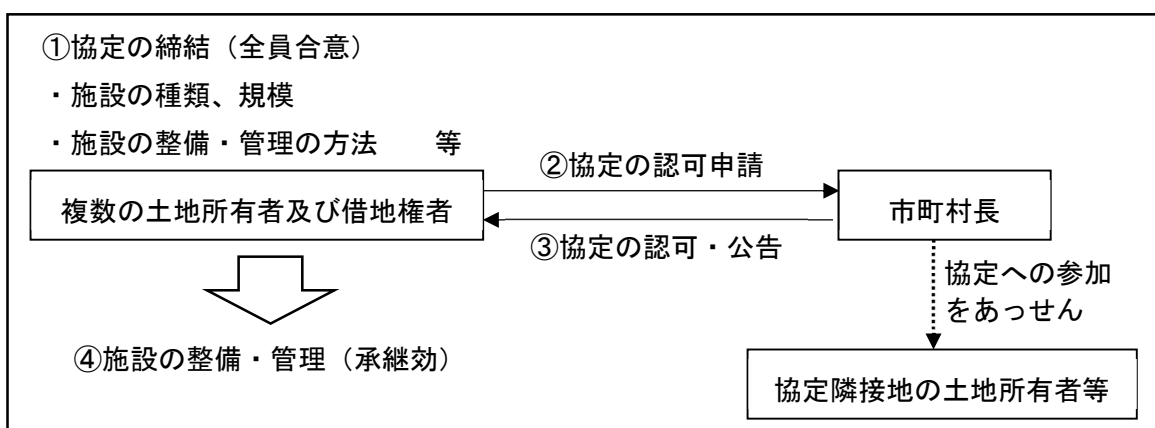 ①協定の締結（全員合意）
・施設の種類、規模
・施設の整備・管理の方法　　等
②協定の認可申請
複数の土地所有者及び借地権者
市町村長
③協定の認可・公告
協定への参加
をあっせん
④施設の整備・管理（承継効）
協定隣接地の土地所有者等